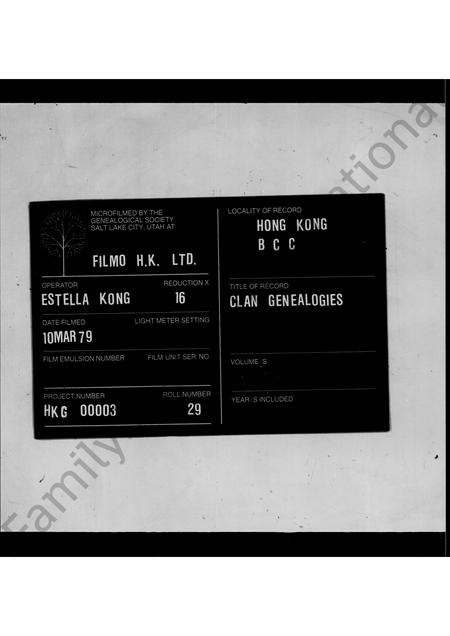 MICROFILMED BY THE
GENEALOGICAL SOCIETY
SALT LAKE CITY, UTAH AT:
FILMO H.K. LTD.
OPERATOR
REDUCTION X
ESTELLA KONG
16
DATE FILMED
LIGHT METER SETTING
10MAR79
FILM EMULSION NUMBER
FILM UNIT SER. NO.
PROJECT NUMBER
ROLL NUMBER
HKG 00003
29
LOCALITY OF RECORD
HONG KONG
B C C
TITLE OF RECORD
CLAN GENEALOGIES
VOLUME/S
YEAR/S INCLUDED
Family